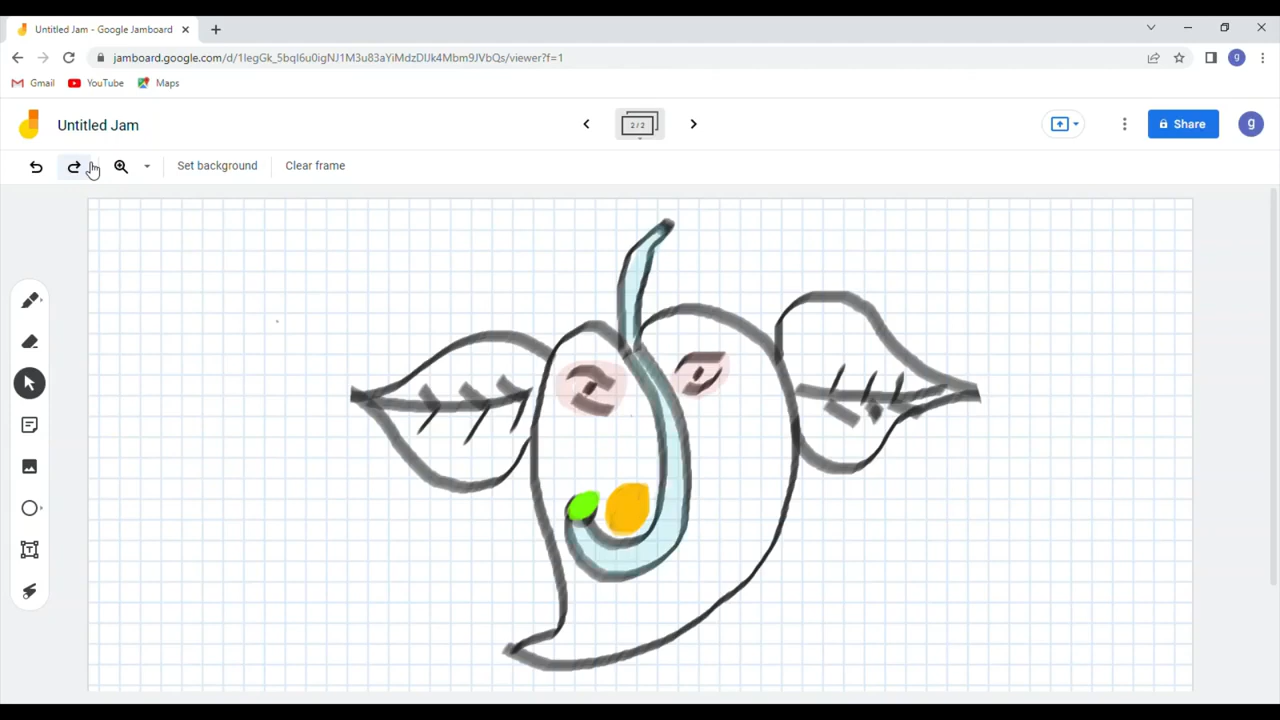 Untitled Jam - Google Jamboard
jamboard.google.com/d/1IegGk_5bqI6u0igNJ1M3u83aYiMdzDlJk4Mbm9JVbQs/viewer?f=1
g
Gmail YouTube Maps
Untitled Jam
2 / 2
Share
g
Set background Clear frame